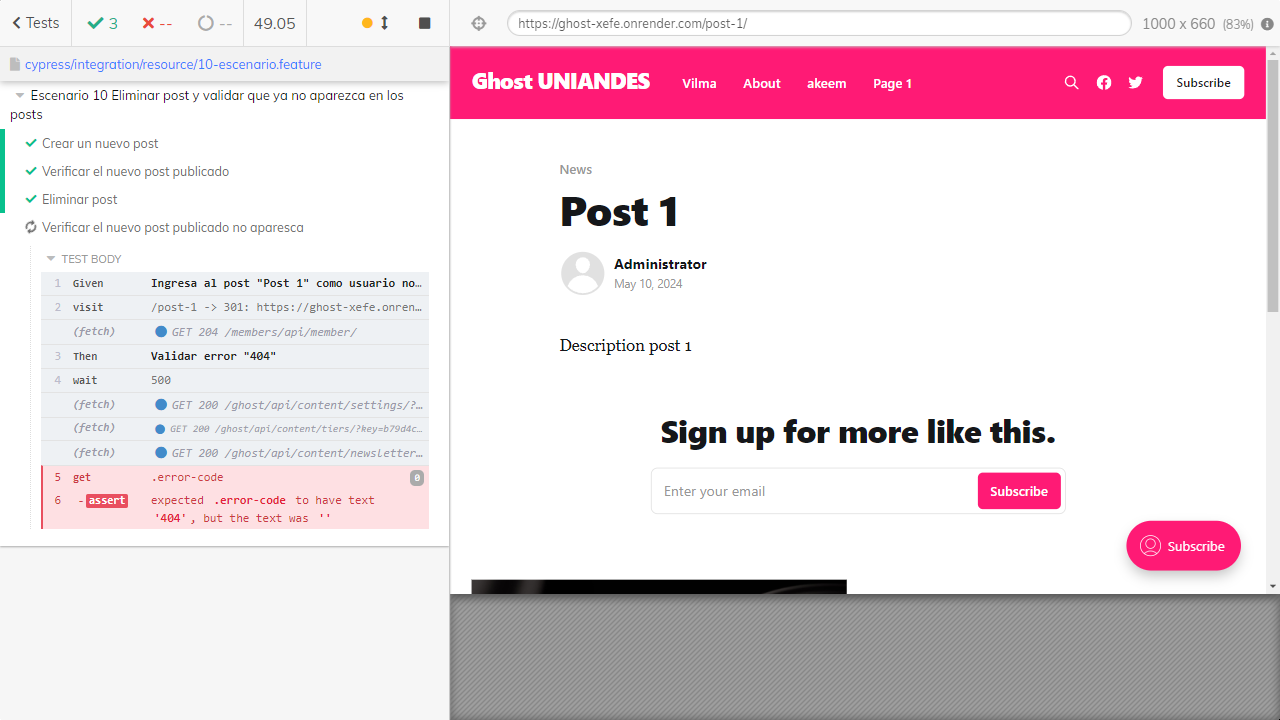 Tests
3
--
--
49.05
https://ghost-xefe.onrender.com/post-1/
1000 x 660 (83%)
cypress/integration/resource/10-escenario.feature
Escenario 10 Eliminar post y validar que ya no aparezca en los
posts
Crear un nuevo post
Verificar el nuevo post publicado
Eliminar post
Verificar el nuevo post publicado no aparesca
TEST BODY
1 Given Ingresa al post "Post 1" como usuario no…
2 visit /post-1 -> 301: https://ghost-xefe.onren…
(fetch) GET 204 /members/api/member/
3 Then Validar error "404"
4 wait 500
(fetch) GET 200 /ghost/api/content/settings/?…
(fetch) GET 200 /ghost/api/content/tiers/?key=b79d4c…
(fetch) GET 200 /ghost/api/content/newsletter…
5 get .error-code 0
6 -assert expected .error-code to have text
'404', but the text was ''
Ghost UNIANDES Vilma About akeem Page 1 Subscribe
News
Post 1
Administrator
May 10, 2024
Description post 1
Sign up for more like this.
Enter your email Subscribe
Subscribe